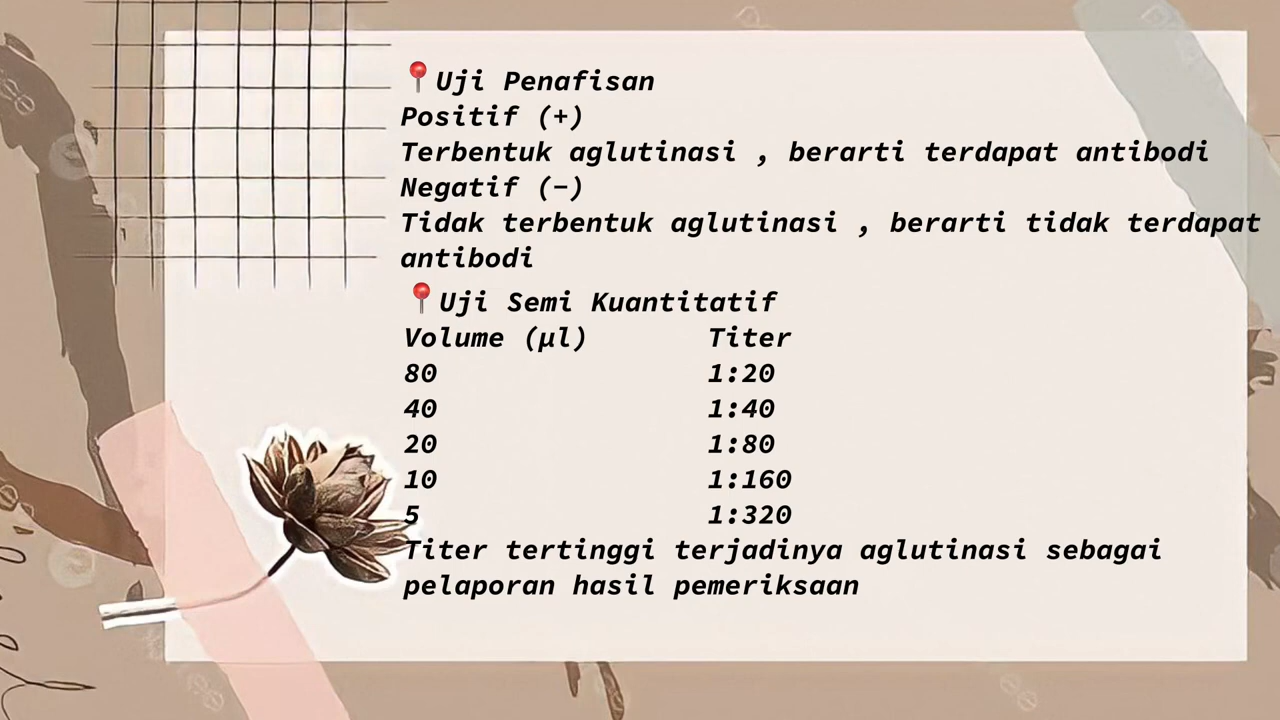 📍Uji Penafisan
Positif (+)
Terbentuk aglutinasi , berarti terdapat antibodi
Negatif (−)
Tidak terbentuk aglutinasi , berarti tidak terdapat
antibodi
📍Uji Semi Kuantitatif
Volume (µl) Titer
80 1:20
40 1:40
20 1:80
10 1:160
5 1:320
Titer tertinggi terjadinya aglutinasi sebagai
pelaporan hasil pemeriksaan